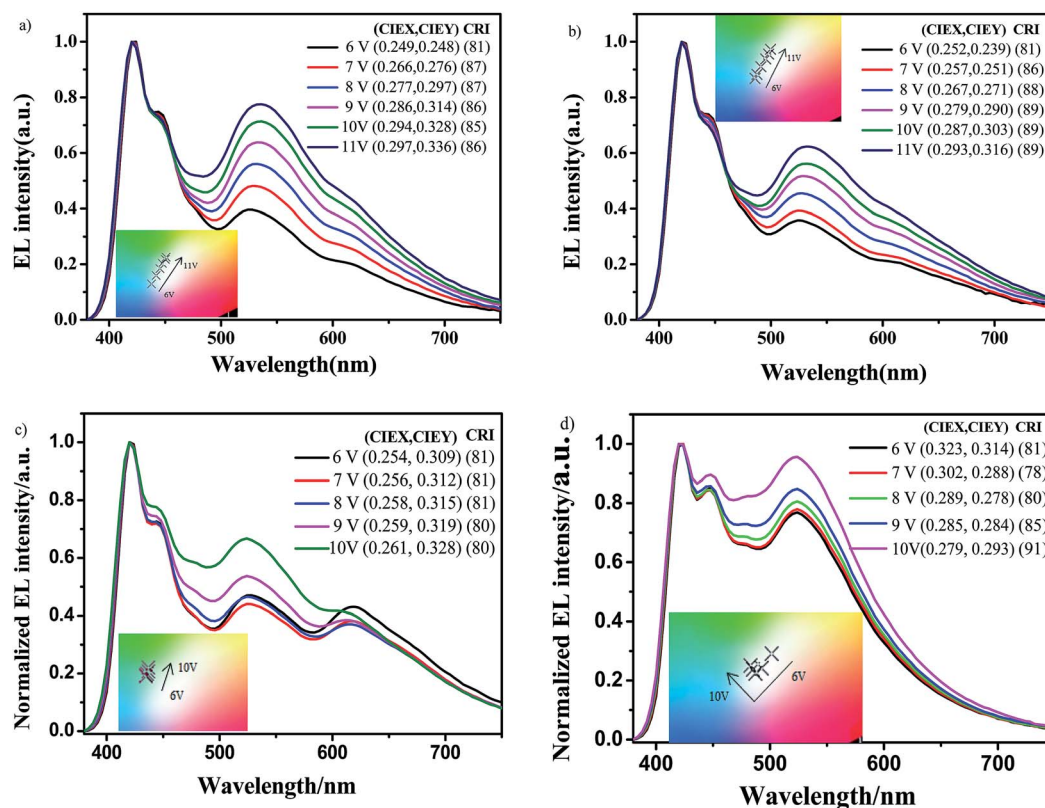 a)
(CIEX,CIEY) CRI
6 V (0.249,0.248) (81)
7 V (0.266,0.276) (87)
8 V (0.277,0.297) (87)
9 V (0.286,0.314) (86)
10V (0.294,0.328) (85)
11V (0.297,0.336) (86)
EL intensity(a.u.)
1.0
0.8
0.6
0.4
0.2
0.0
11V
6V
400 500 600 700
Wavelength(nm)
b)
(CIEX,CIEY) CRI
6 V (0.252,0.239) (81)
7 V (0.257,0.251) (86)
8 V (0.267,0.271) (88)
9 V (0.279,0.290) (89)
10V (0.287,0.303) (89)
11V (0.293,0.316) (89)
EL intensity(a.u.)
1.0
0.8
0.6
0.4
0.2
0.0
11V
6V
400 500 600 700
Wavelength(nm)
c)
(CIEX,CIEY) CRI
6 V (0.254, 0.309) (81)
7 V (0.256, 0.312) (81)
8 V (0.258, 0.315) (81)
9 V (0.259, 0.319) (80)
10V (0.261, 0.328) (80)
Normalized EL intensity/a.u.
1.0
0.8
0.6
0.4
0.2
0.0
10V
6V
400 500 600 700
Wavelength/nm
d)
(CIEX,CIEY) CRI
6 V (0.323, 0.314) (81)
7 V (0.302, 0.288) (78)
8 V (0.289, 0.278) (80)
9 V (0.285, 0.284) (85)
10V(0.279, 0.293) (91)
Normalized EL intensity/a.u.
1.0
0.8
0.6
0.4
0.2
0.0
10V
6V
400 500 600 700
Wavelength/nm